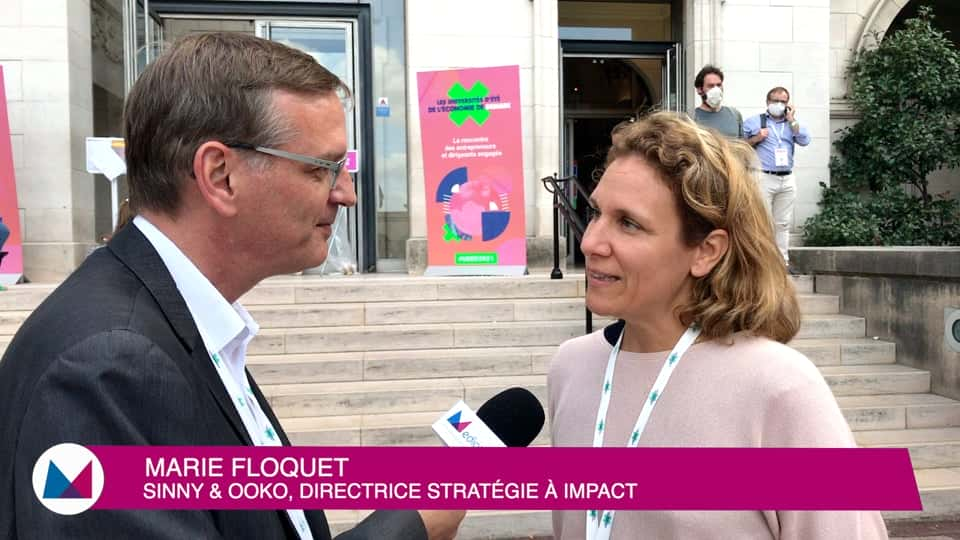 LES UNIVERSITÉS D'ÉTÉ
DE L'ÉCONOMIE DE DEMAIN
La rencontre
des entrepreneurs
et dirigeants engagés
MARIE FLOQUET
SINNY & OOKO, DIRECTRICE STRATÉGIE À IMPACT